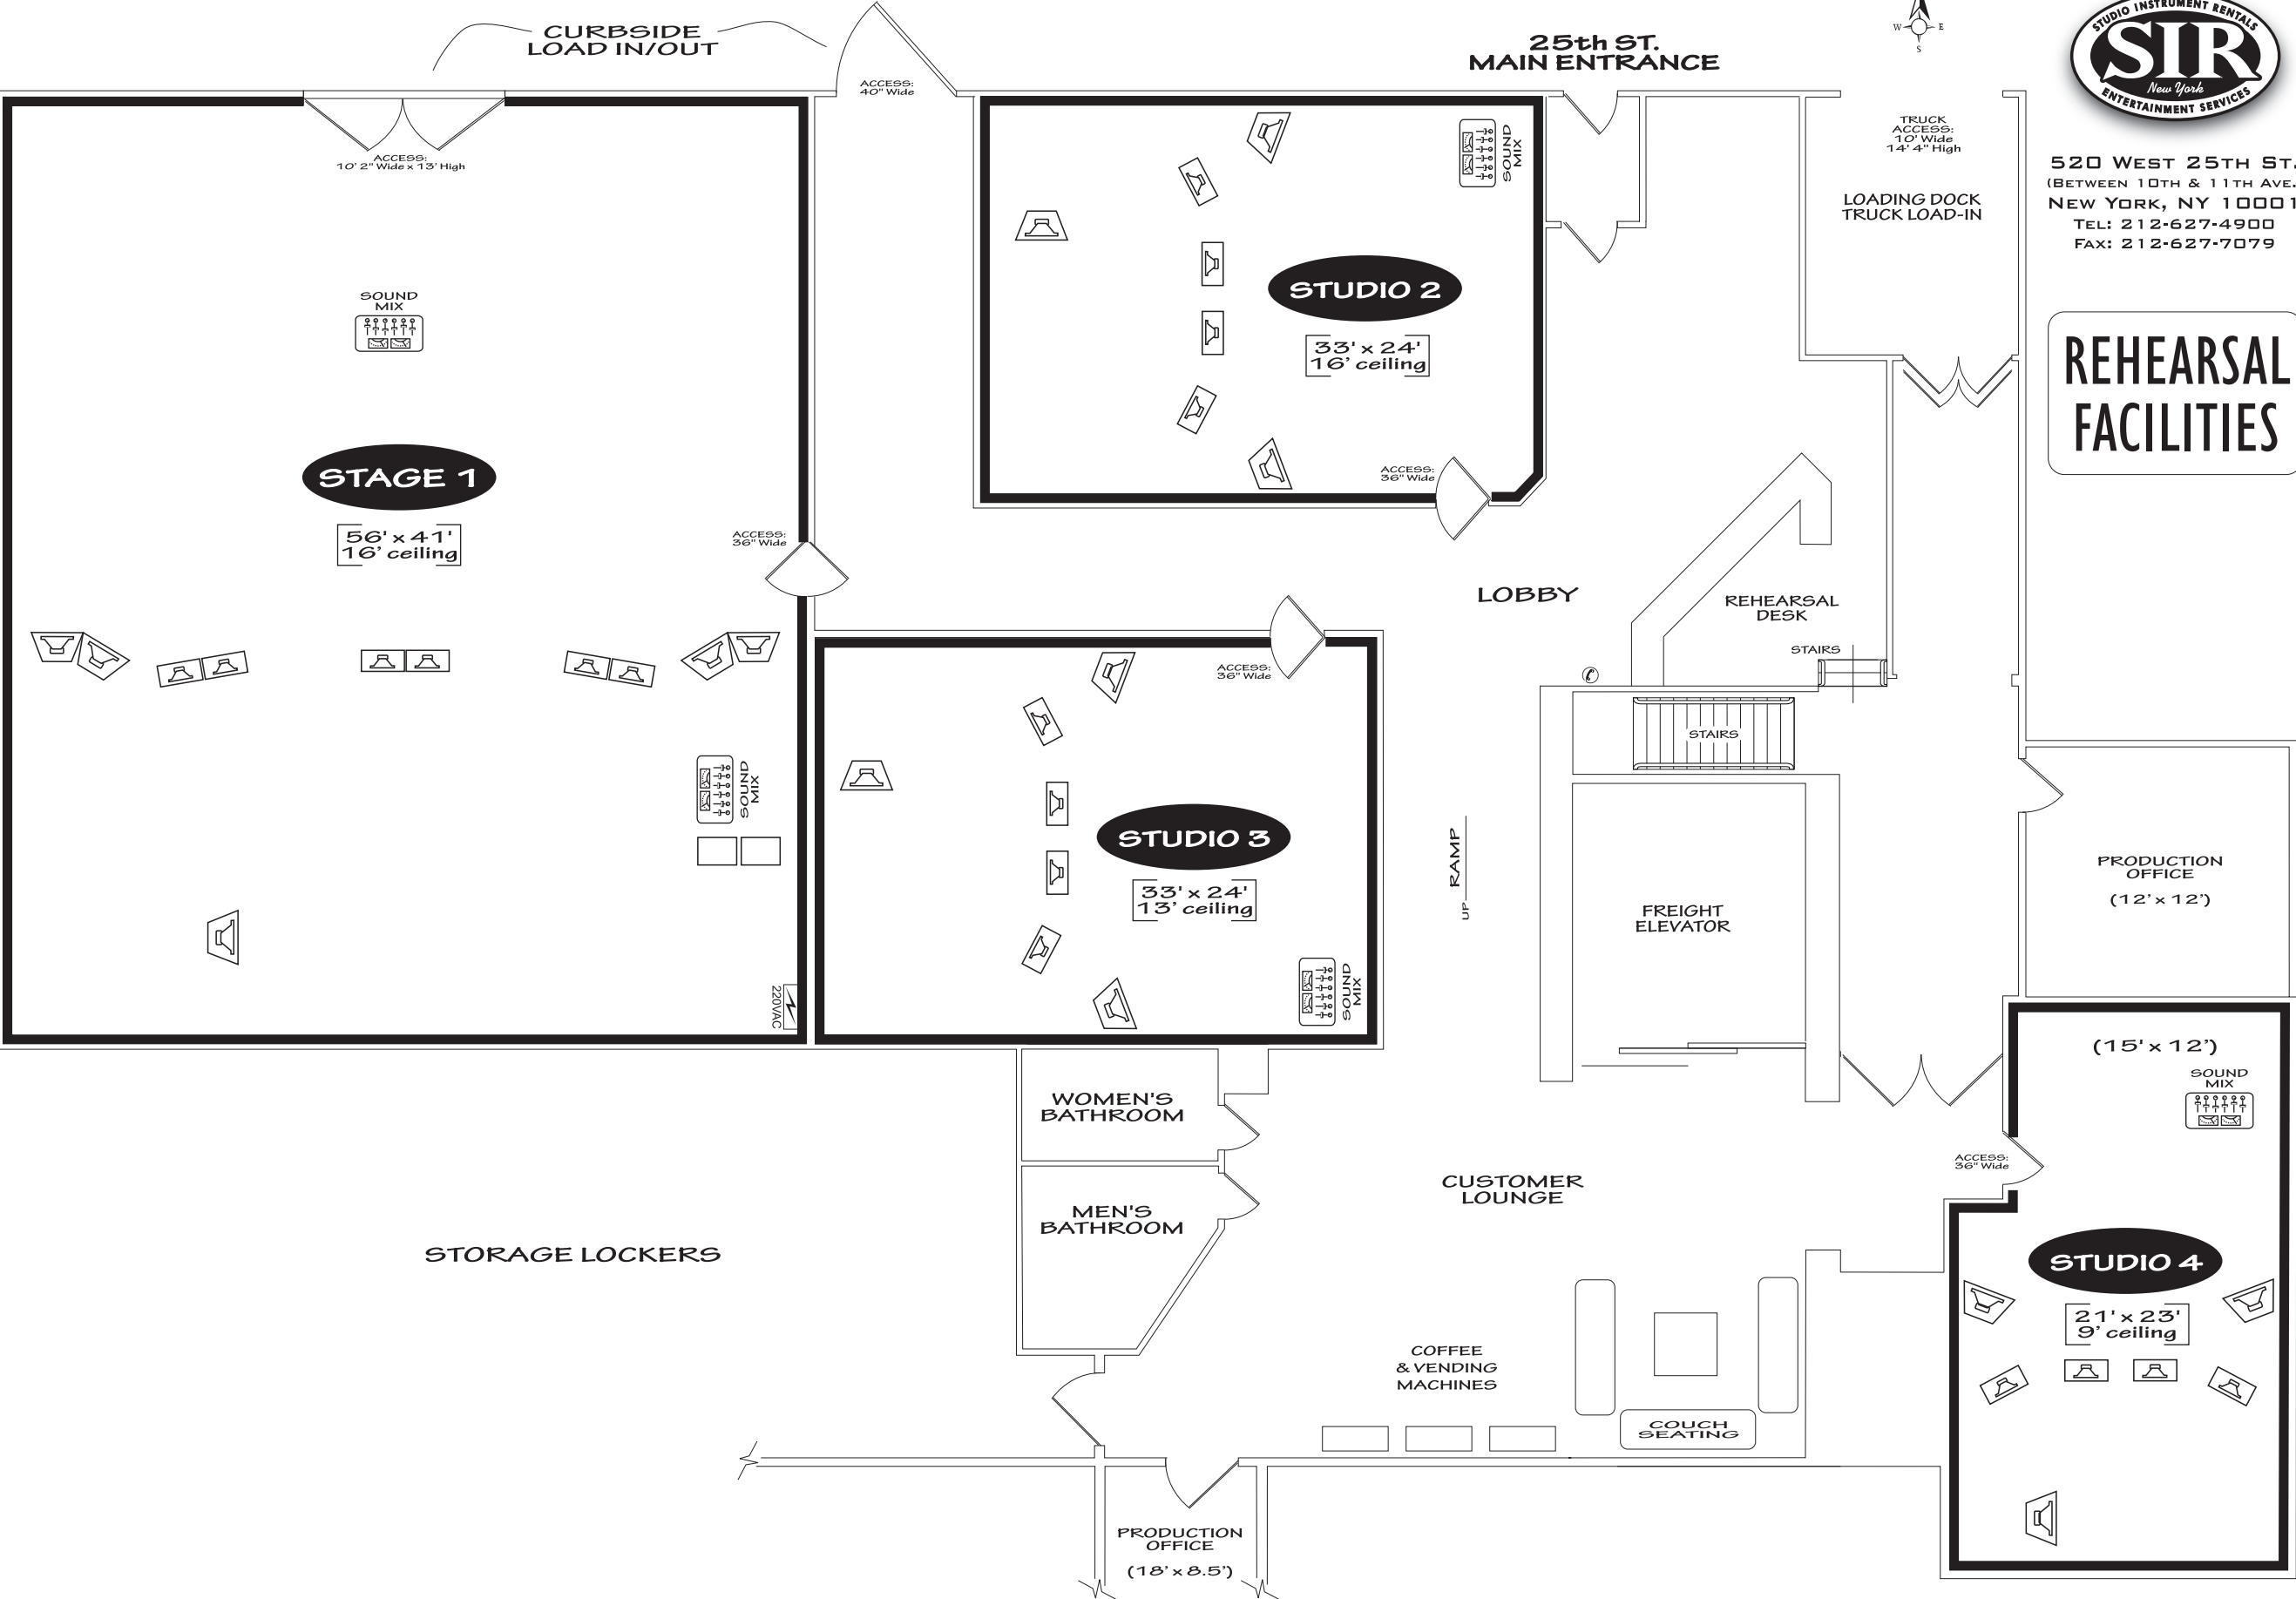 CURBSIDE
LOAD IN/OUT
25th ST.
MAIN ENTRANCE
W E
S
STUDIO INSTRUMENT RENTALS
SIR
New York
ENTERTAINMENT SERVICES
520 WEST 25TH ST.
(BETWEEN 10TH & 11TH AVE.
NEW YORK, NY 10001
TEL: 212-627-4900
FAX: 212-627-7079
REHEARSAL
FACILITIES
ACCESS:
10' 2" Wide x 13' High
ACCESS:
40" Wide
SOUND
MIX
STAGE 1
56' x 41'
16' ceiling
ACCESS:
36" Wide
SOUND
MIX
220VAC
SOUND
MIX
STUDIO 2
33' x 24'
16' ceiling
ACCESS:
36" Wide
TRUCK
ACCESS:
10' Wide
14' 4" High
LOADING DOCK
TRUCK LOAD-IN
LOBBY
REHEARSAL
DESK
STAIRS
STAIRS
ACCESS:
36" Wide
STUDIO 3
33' x 24'
13' ceiling
SOUND
MIX
UP
RAMP
FREIGHT
ELEVATOR
PRODUCTION
OFFICE
(12' x 12')
(15' x 12')
SOUND
MIX
ACCESS:
36" Wide
STUDIO 4
21' x 23'
9' ceiling
WOMEN'S
BATHROOM
MEN'S
BATHROOM
STORAGE LOCKERS
CUSTOMER
LOUNGE
COFFEE
& VENDING
MACHINES
COUCH
SEATING
PRODUCTION
OFFICE
(18' x 8.5')